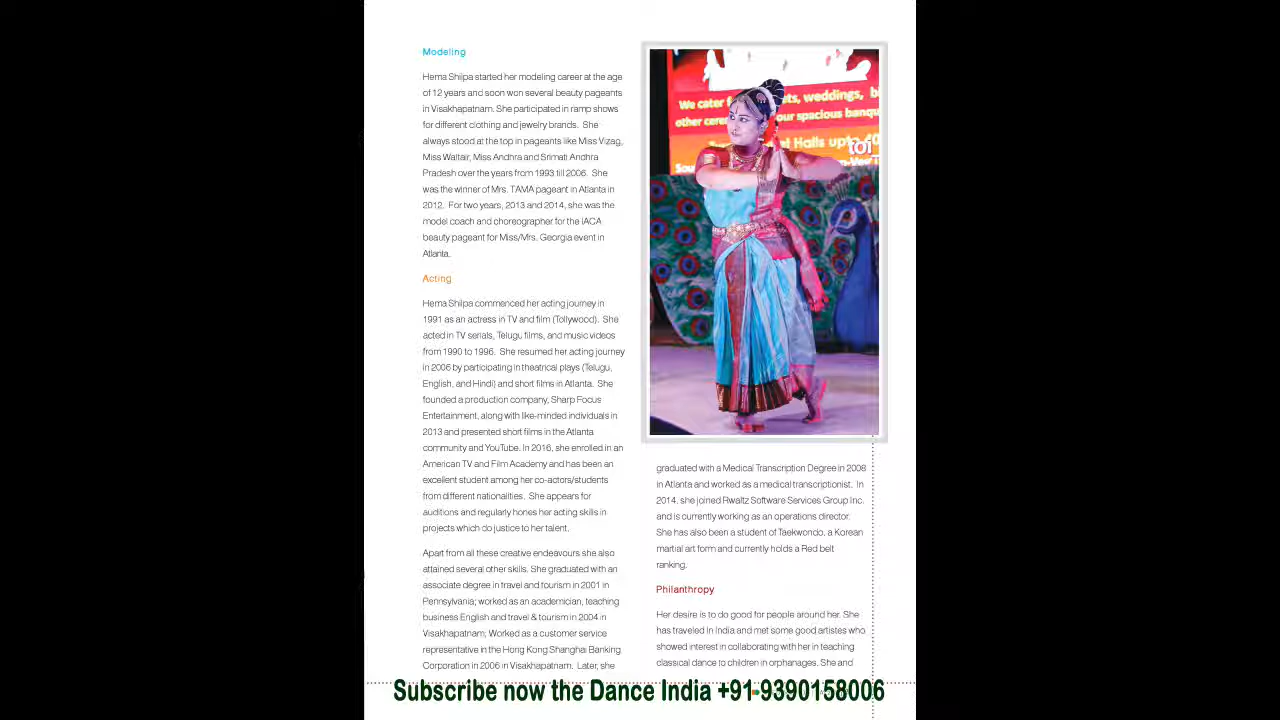 Modeling
Hema Shilpa started her modeling career at the age
of 12 years and soon won several beauty pageants
in Visakhapatnam. She participated in ramp shows
for different clothing and jewelry brands. She
always stood at the top in pageants like Miss Vizag,
Miss Waltair, Miss Andhra and Srimati Andhra
Pradesh over the years from 1993 till 2006. She
was the winner of Mrs. TAMA pageant in Atlanta in
2012. For two years, 2013 and 2014, she was the
model coach and choreographer for the IACA
beauty pageant for Miss/Mrs. Georgia event in
Atlanta.
Acting
Hema Shilpa commenced her acting journey in
1991 as an actress in TV and film (Tollywood). She
acted in TV serials, Telugu films, and music videos
from 1990 to 1996. She resumed her acting journey
in 2006 by participating in theatrical plays (Telugu,
English, and Hindi) and short films in Atlanta. She
founded a production company, Sharp Focus
Entertainment, along with like-minded individuals in
2013 and presented short films in the Atlanta
community and YouTube. In 2016, she enrolled in an
American TV and Film Academy and has been an
excellent student among her co-actors/students
from different nationalities. She appears for
auditions and regularly hones her acting skills in
projects which do justice to her talent.
Apart from all these creative endeavours she also
attained several other skills. She graduated with an
associate degree in travel and tourism in 2001 in
Pennsylvania; worked as an academician, teaching
business English and travel & tourism in 2004 in
Visakhapatnam; Worked as a customer service
representative in the Hong Kong Shanghai Banking
Corporation in 2006 in Visakhapatnam. Later, she
We cater weddings,
other our spacious
Halls upto
toi
graduated with a Medical Transcription Degree in 2008
in Atlanta and worked as a medical transcriptionist. In
2014, she joined Rwaltz Software Services Group Inc.
and is currently working as an operations director.
She has also been a student of Taekwondo, a Korean
martial art form and currently holds a Red belt
ranking.
Philanthropy
Her desire is to do good for people around her. She
has traveled in India and met some good artistes who
showed interest in collaborating with her in teaching
classical dance to children in orphanages. She and
Subscribe now the Dance India +91-9390158006